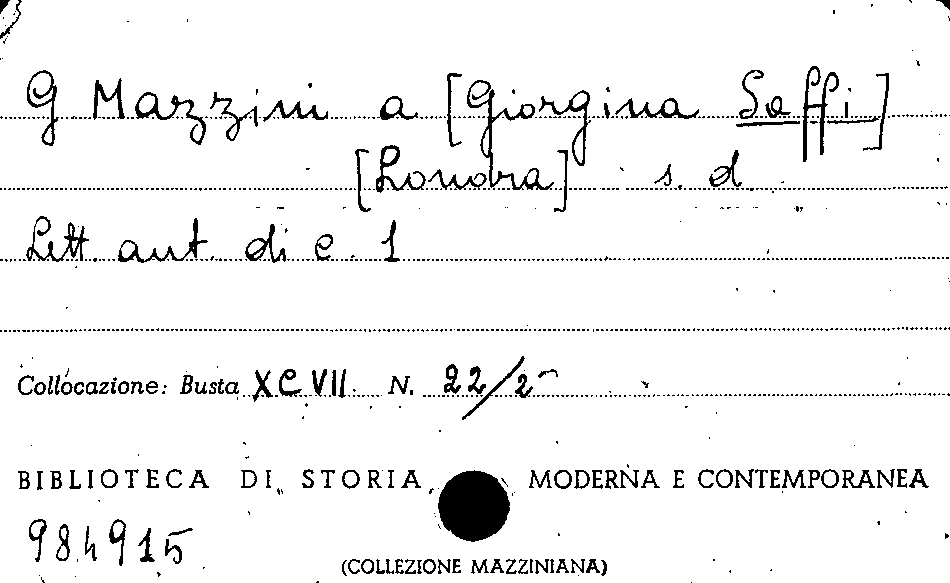 G Mazzini a [Giorgina Saffi]
[Londra] s. d
Lett. aut. di c. 1
Collocazione: Busta XCVII N. 22/2
BIBLIOTECA DI STORIA MODERNA E CONTEMPORANEA
984915
(COLLEZIONE MAZZINIANA)